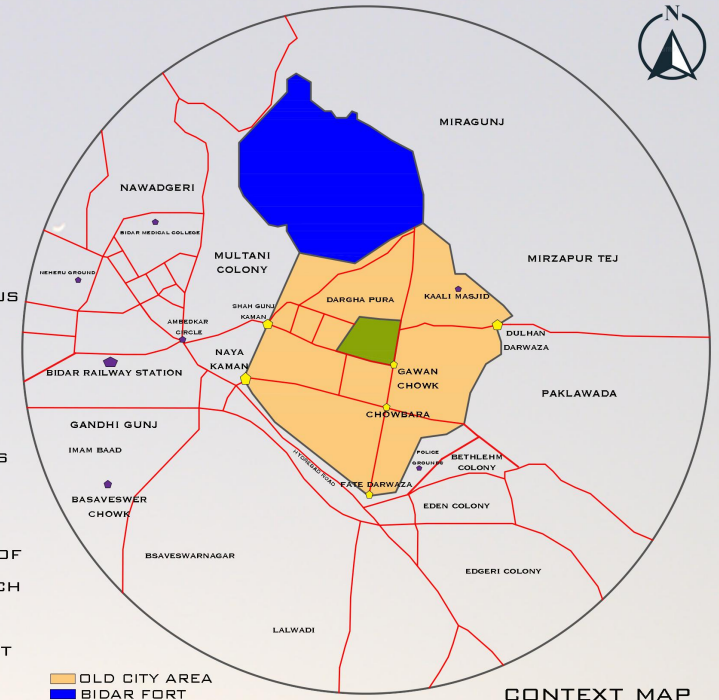 N
MIRAGUNJ
NAWADGERI
BIDAR MEDICAL COLLEGE
MULTANI
COLONY
MIRZAPUR TEJ
NEHERU GROUND
US
DARGHA PURA
KAALI MASJID
SHAH GUNJ
KAMAN
AMBEDKAR
CIRCLE
DULHAN
DARWAZA
NAYA
KAMAN
BIDAR RAILWAY STATION
GAWAN
CHOWK
PAKLAWADA
CHOWBARA
GANDHI GUNJ
IMAM BAAD
POLICE
GROUNDS
BETHLEHM
COLONY
S
HYDREBAD ROAD
FATE DARWAZA
BASAVESWER
CHOWK
EDEN COLONY
OF
BSAVESWARNAGAR
EDGERI COLONY
CH
LALWADI
T
OLD CITY AREA
BIDAR FORT
CONTEXT MAP